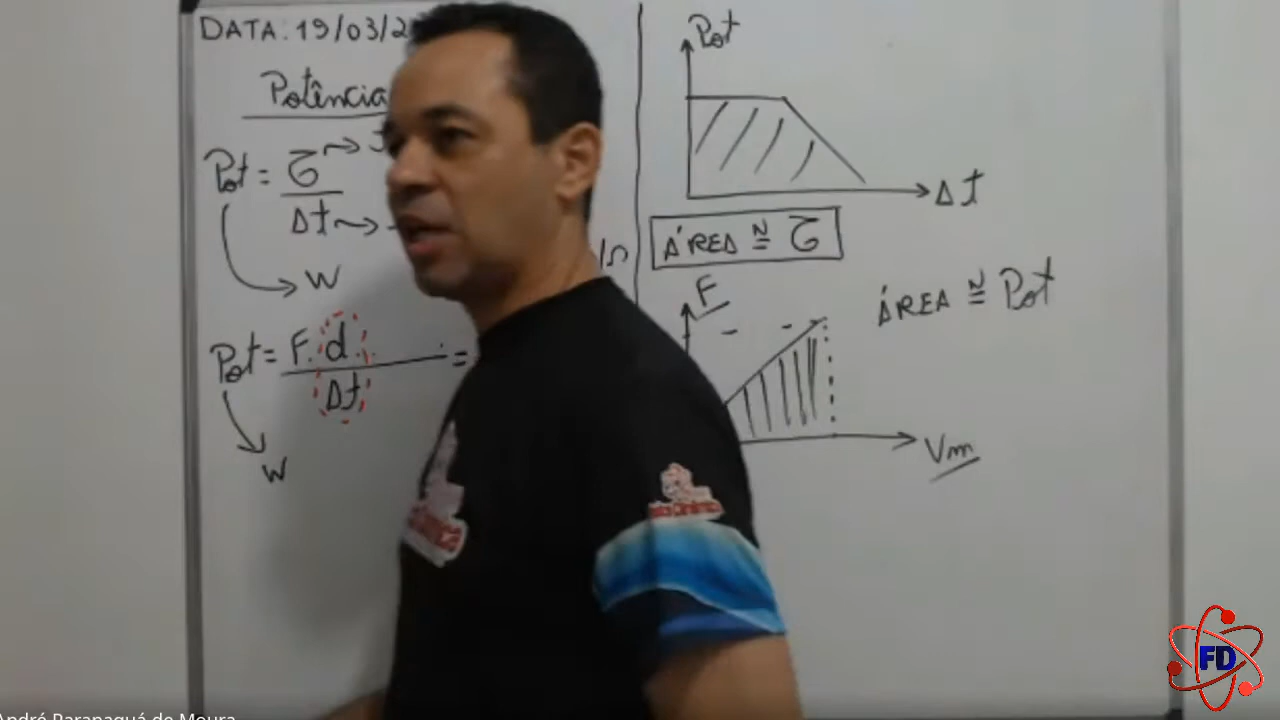 DATA: 19/03/2
Potência
Pot = τ
Δt
W
Pot = F. d =
Δt
W
Pot
Δt
ÁREA ≅ τ
F
ÁREA ≅ Pot
Vm
FD
André Paranaguá de Moura